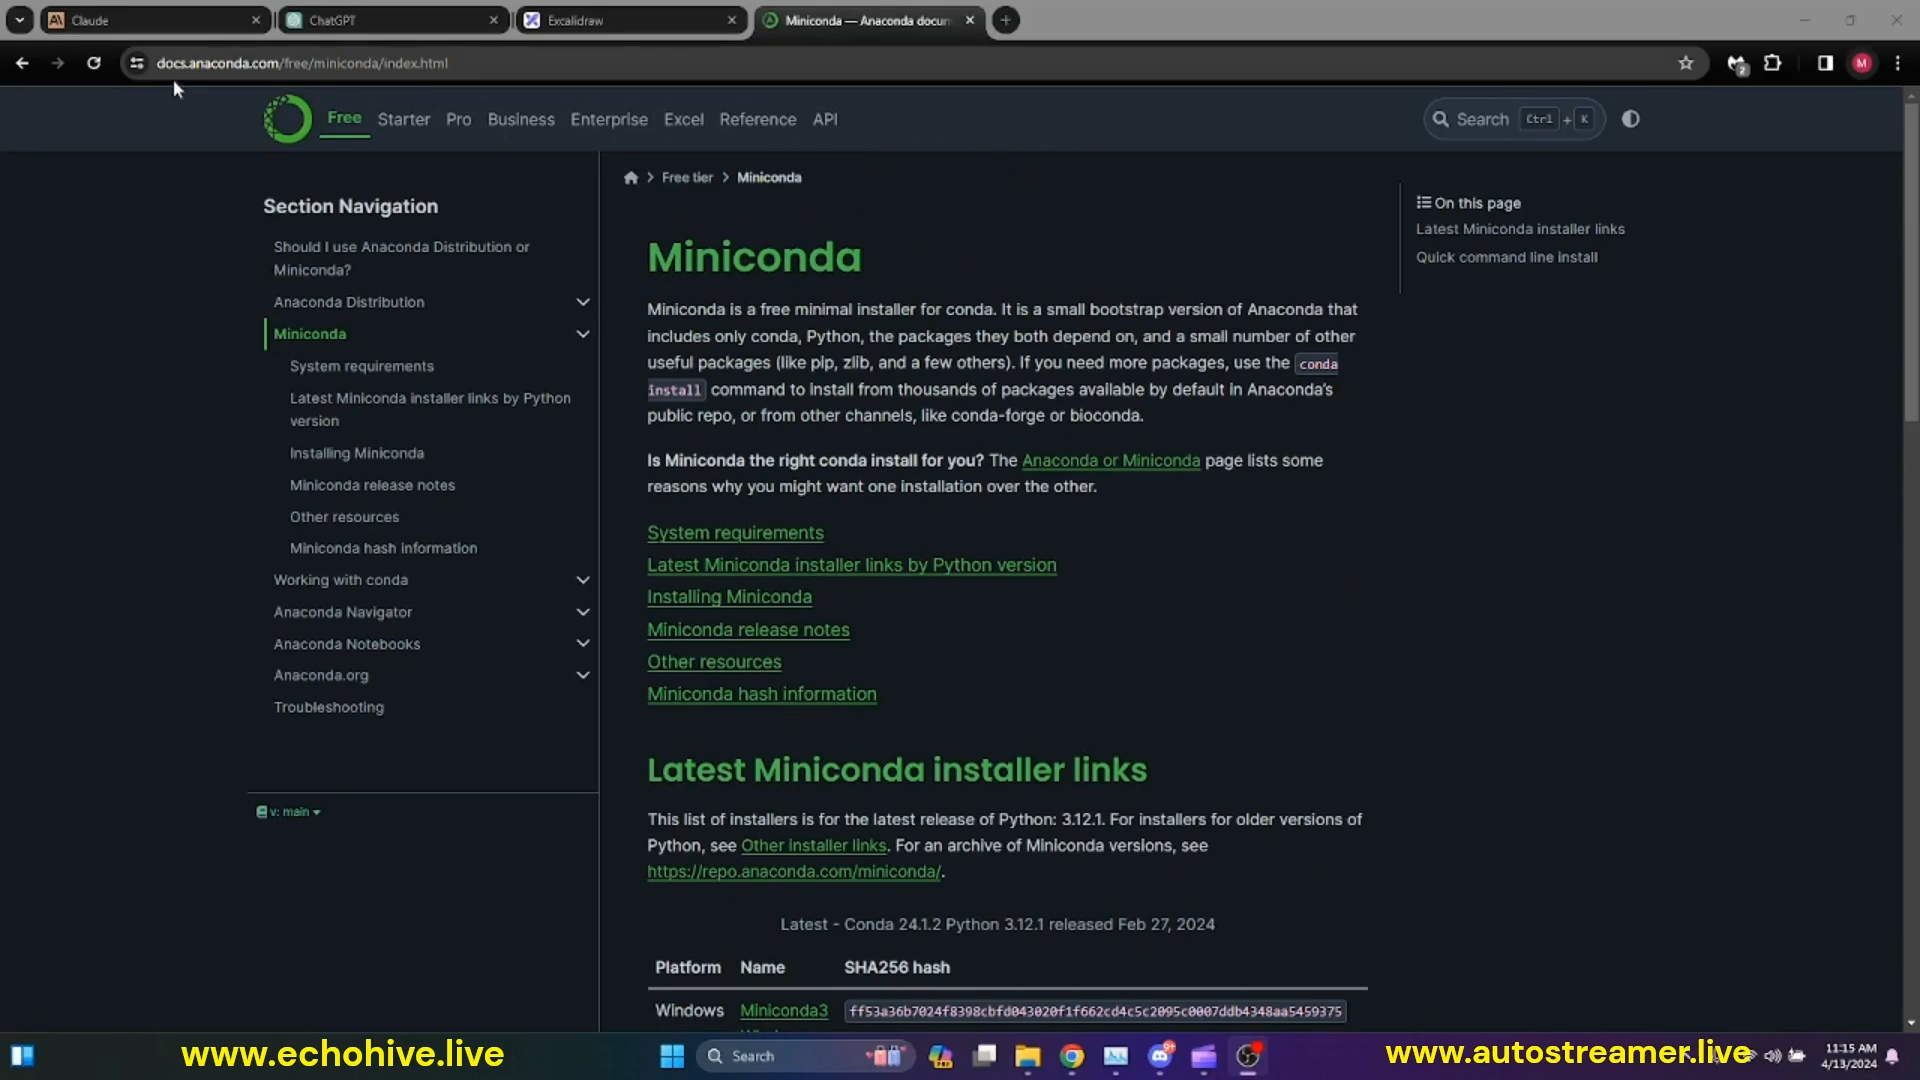 Claude
ChatGPT
Excalidraw
Miniconda — Anaconda docum
docs.anaconda.com/free/miniconda/index.html
2
M
Free
Starter
Pro
Business
Enterprise
Excel
Reference
API
Search Ctrl + K
Free tier > Miniconda
Section Navigation
Should I use Anaconda Distribution or
Miniconda?
Anaconda Distribution
Miniconda
System requirements
Latest Miniconda installer links by Python
version
Installing Miniconda
Miniconda release notes
Other resources
Miniconda hash information
Working with conda
Anaconda Navigator
Anaconda Notebooks
Anaconda.org
Troubleshooting
v: main
Miniconda
Miniconda is a free minimal installer for conda. It is a small bootstrap version of Anaconda that
includes only conda, Python, the packages they both depend on, and a small number of other
useful packages (like pip, zlib, and a few others). If you need more packages, use the conda
install command to install from thousands of packages available by default in Anaconda's
public repo, or from other channels, like conda-forge or bioconda.
Is Miniconda the right conda install for you? The Anaconda or Miniconda page lists some
reasons why you might want one installation over the other.
System requirements
Latest Miniconda installer links by Python version
Installing Miniconda
Miniconda release notes
Other resources
Miniconda hash information
Latest Miniconda installer links
This list of installers is for the latest release of Python: 3.12.1. For installers for older versions of
Python, see Other installer links. For an archive of Miniconda versions, see
https://repo.anaconda.com/miniconda/.
Latest - Conda 24.1.2 Python 3.12.1 released Feb 27, 2024
Platform Name SHA256 hash
Windows Miniconda3 ff53a36b7024f8398cbfd043020f1f662cd4c5c2095c0007ddb4348aa5459375
On this page
Latest Miniconda installer links
Quick command line install
www.echohive.live
Search
9+
www.autostreamer.live
11:15 AM
4/13/2024